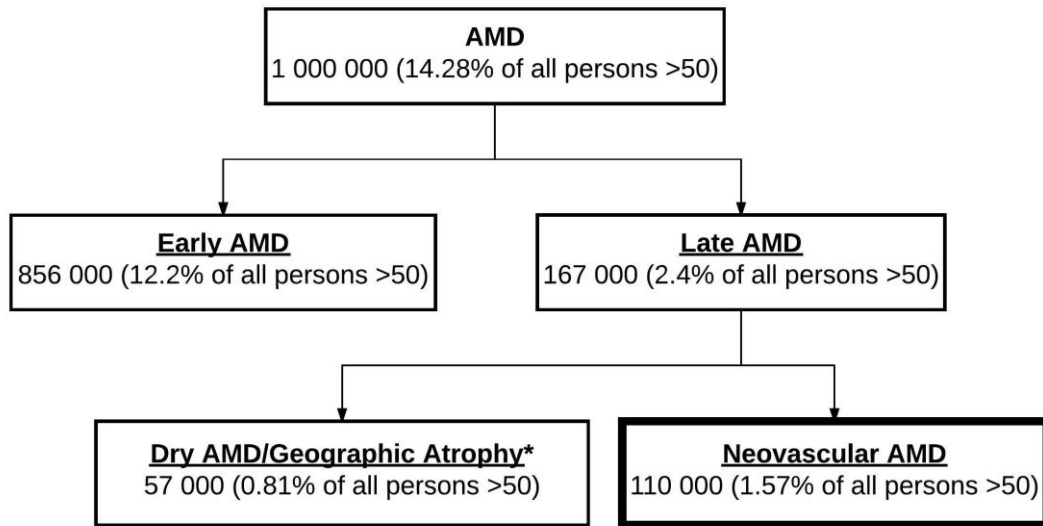 AMD
1 000 000 (14.28% of all persons >50)
Early AMD
856 000 (12.2% of all persons >50)
Late AMD
167 000 (2.4% of all persons >50)
Dry AMD/Geographic Atrophy*
57 000 (0.81% of all persons >50)
Neovascular AMD
110 000 (1.57% of all persons >50)